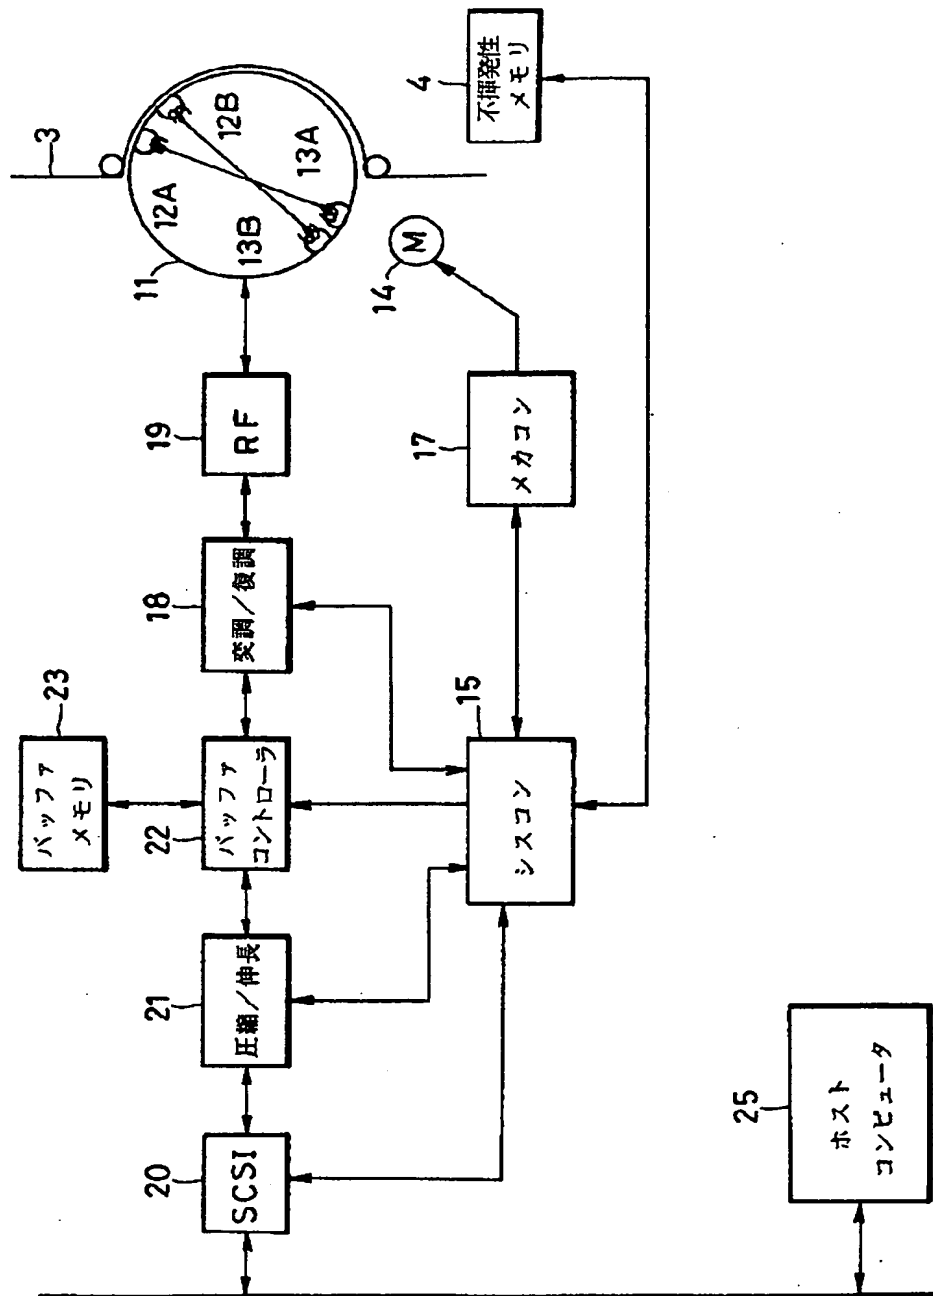 3
4
不揮発性
メモリ
12A
12B
13B
13A
11
14
M
19
RF
17
メカコン
18
変調/復調
23
バッファ
メモリ
22
バッファ
コントローラ
15
シスコン
21
圧縮/伸長
20
SCSI
25
ホスト
コンピュータ